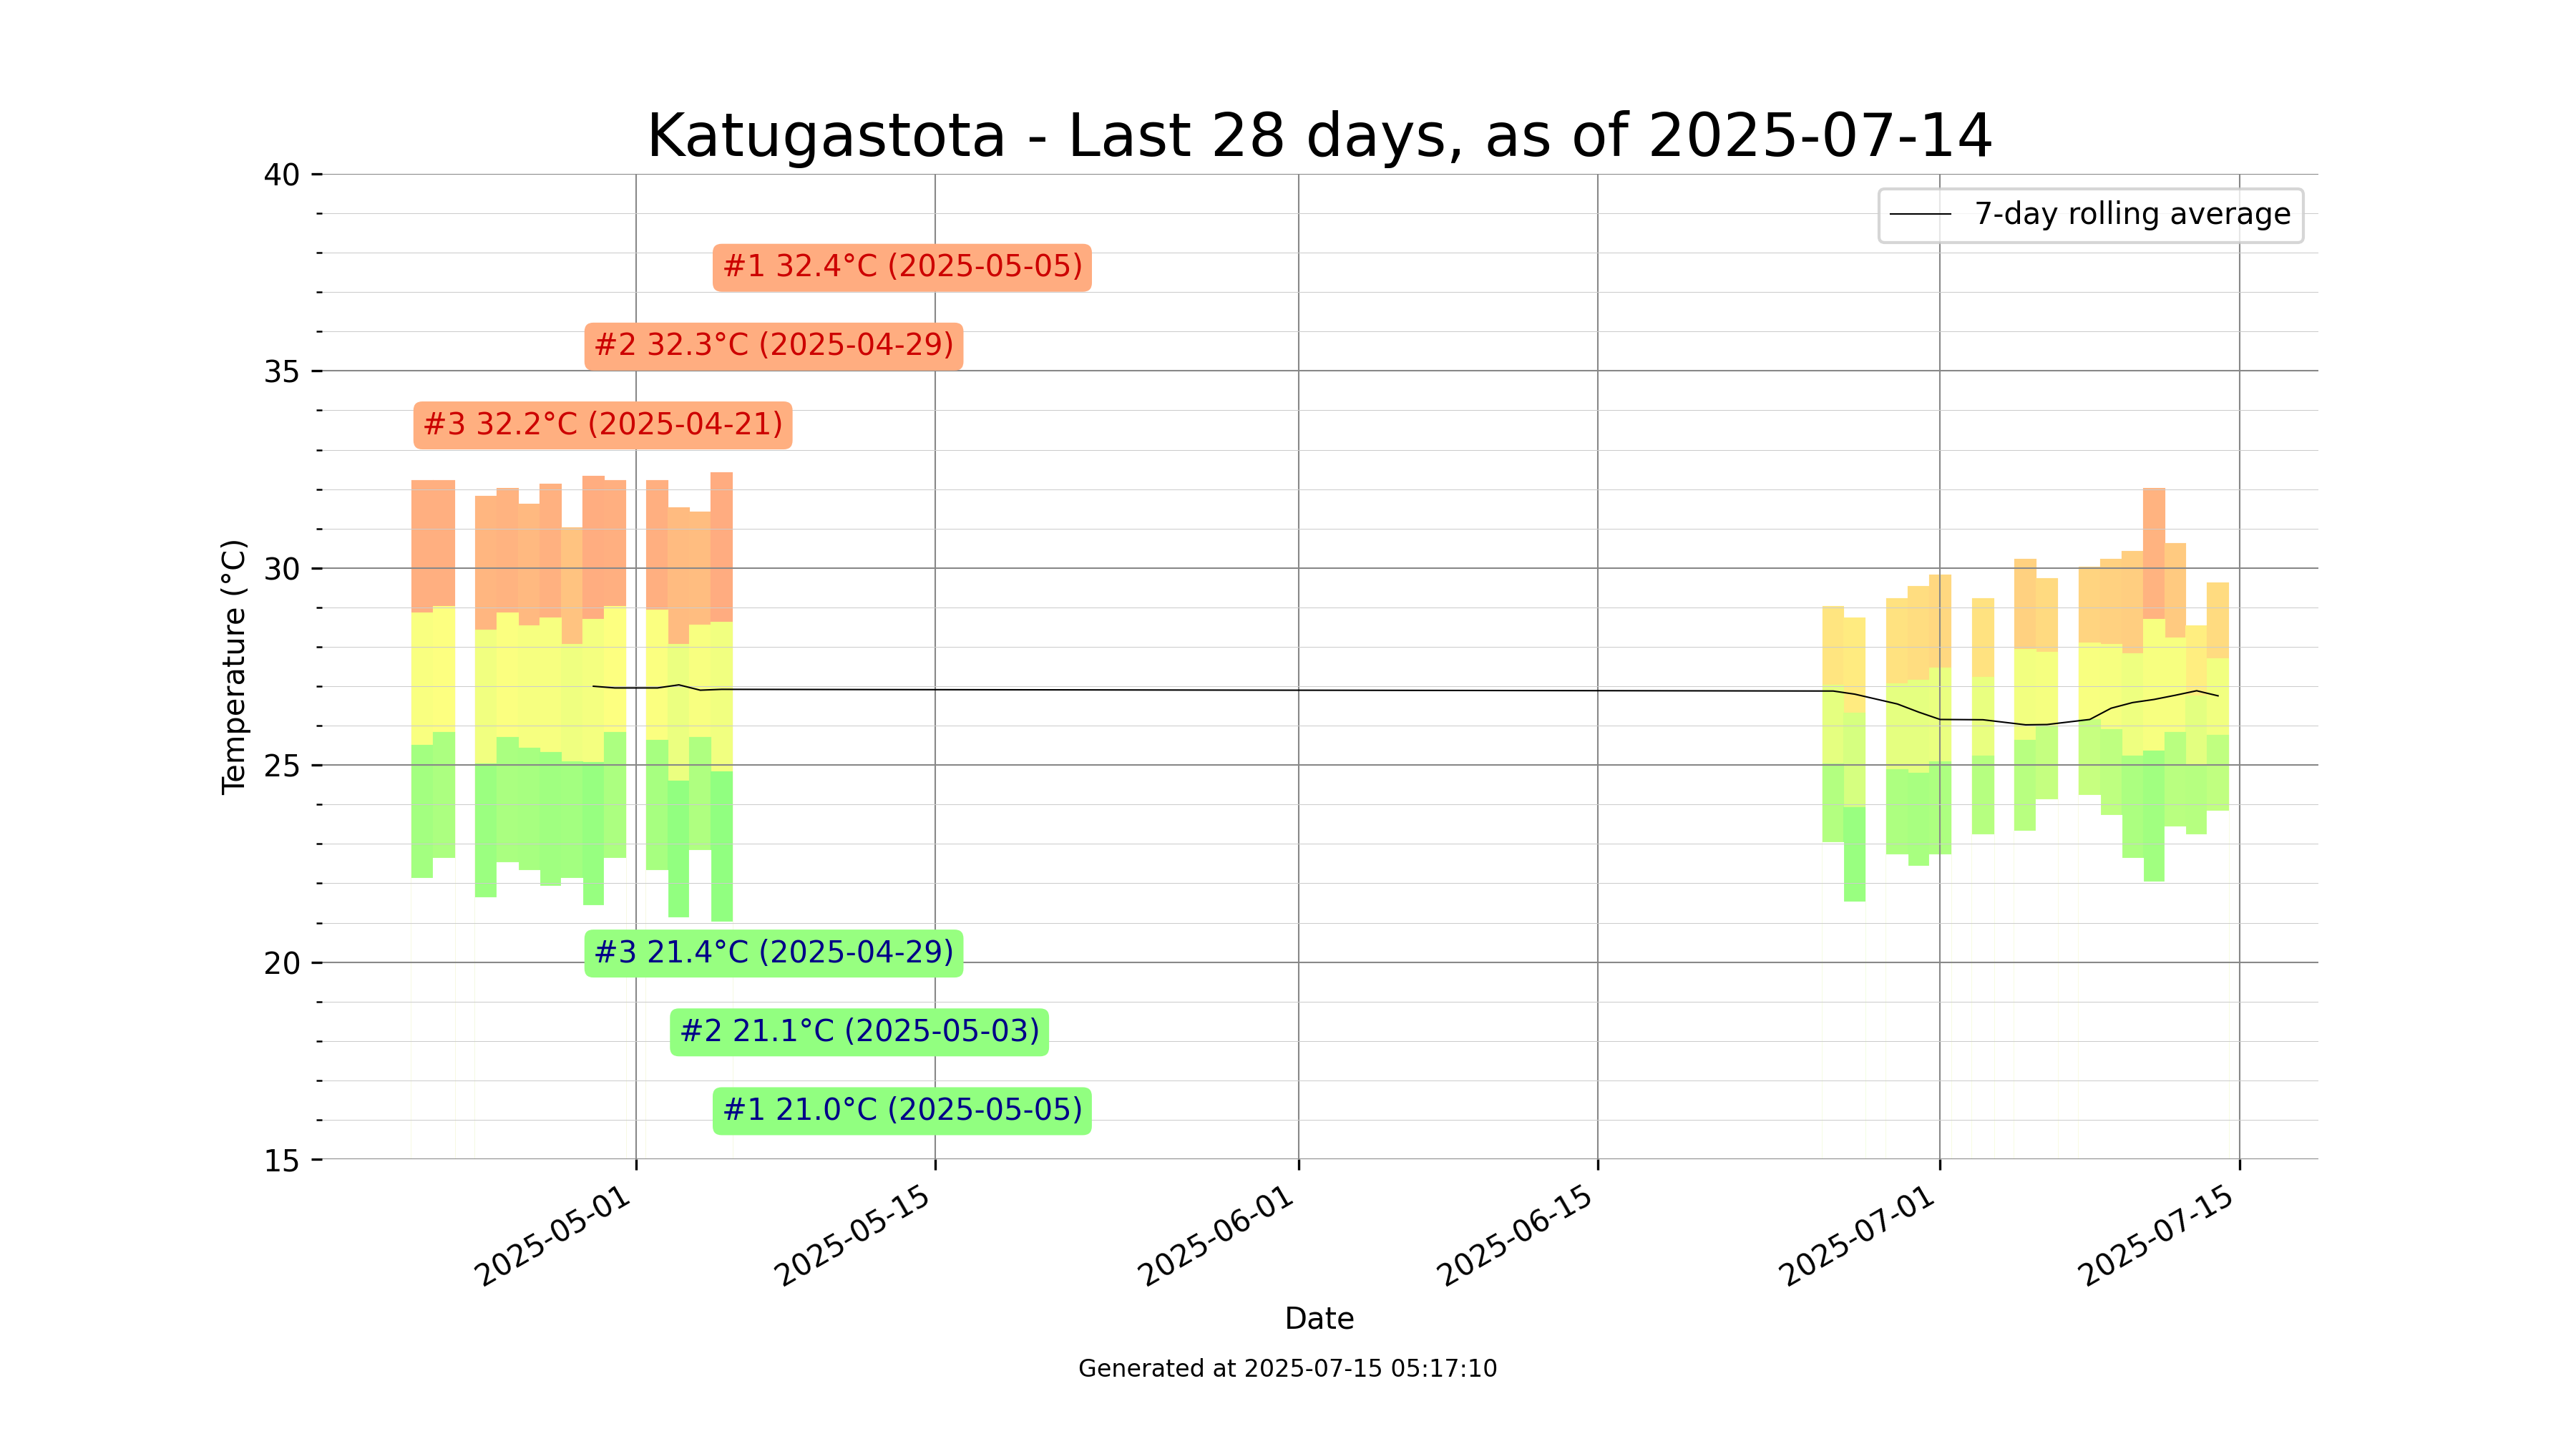 Katugastota - Last 28 days, as of 2025-07-14
7-day rolling average
#1 32.4°C (2025-05-05)
#2 32.3°C (2025-04-29)
#3 32.2°C (2025-04-21)
#3 21.4°C (2025-04-29)
#2 21.1°C (2025-05-03)
#1 21.0°C (2025-05-05)
Temperature (°C)
40
35
30
25
20
15
2025-05-01
2025-05-15
2025-06-01
2025-06-15
2025-07-01
2025-07-15
Date
Generated at 2025-07-15 05:17:10